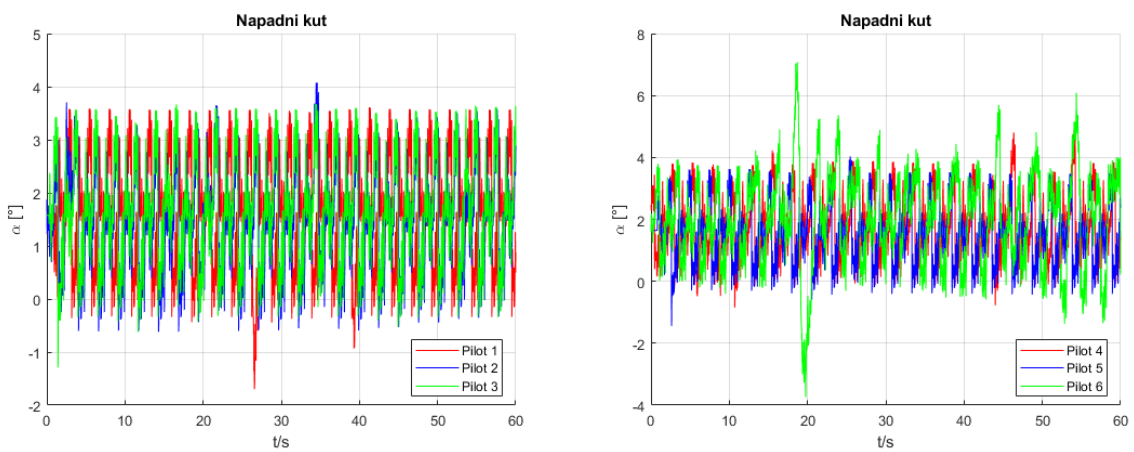 Napadni kut
5
4
3
2
1
0
-1
-2
α [°]
0 10 20 30 40 50 60
t/s
Pilot 1
Pilot 2
Pilot 3
Napadni kut
8
6
4
2
0
-2
-4
α [°]
0 10 20 30 40 50 60
t/s
Pilot 4
Pilot 5
Pilot 6